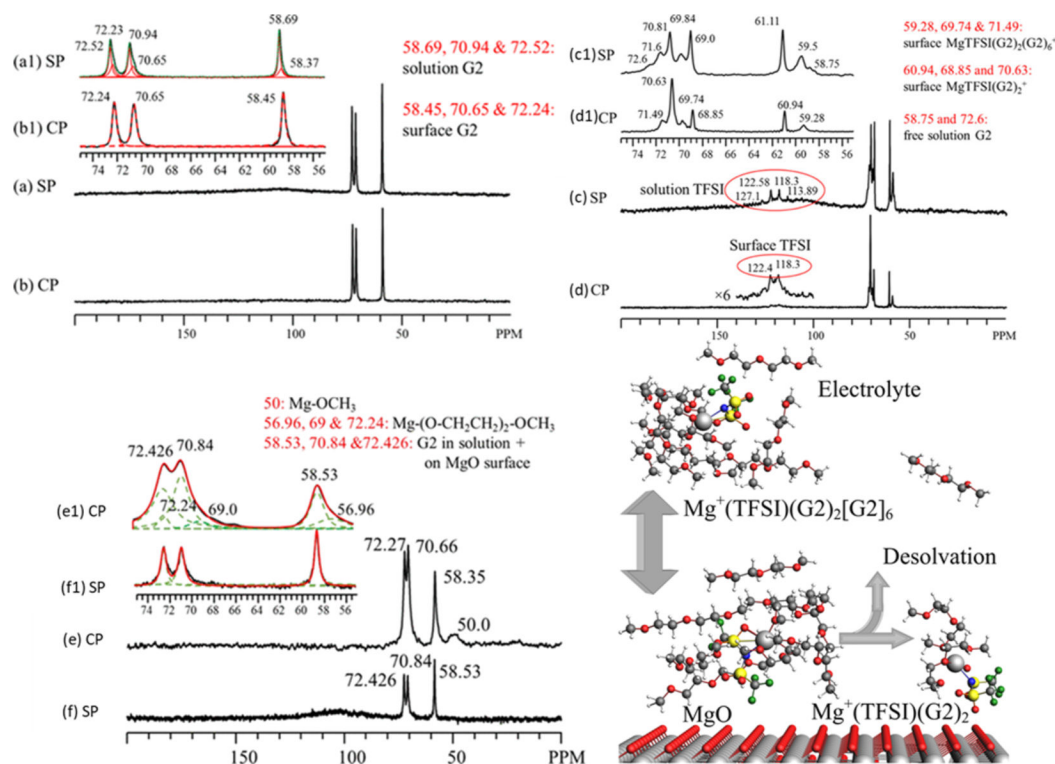 72.23 70.94
72.52 70.65
58.69
58.37
(a1) SP
58.69, 70.94 & 72.52:
solution G2
72.24 70.65
58.45
(b1) CP
58.45, 70.65 & 72.24:
surface G2
75 73 71 69 67 65 63 61 59 57 55
(a) SP
(b) CP
150 100 50 PPM
70.81 69.84
71.6 69.0
72.6
61.11
59.5
58.75
(c1)SP
59.28, 69.74 & 71.49:
surface MgTFSI(G2)2(G2)6+
60.94, 68.85 and 70.63:
surface MgTFSI(G2)2+
58.75 and 72.6:
free solution G2
70.63
69.74
71.49 68.85
60.94
59.28
(d1)CP
74 72 70 68 66 64 62 60 58 56
solution TFSI
122.58 118.3
127.1 113.89
(c) SP
Surface TFSI
122.4 118.3
×6
(d) CP
150 100 50 PPM
50: Mg-OCH3
56.96, 69 & 72.24: Mg-(O-CH2CH2)2-OCH3
58.53, 70.84 &72.426: G2 in solution +
on MgO surface
72.426 70.84
72.24 69.0
58.53
56.96
(e1) CP
(f1) SP
74 72 70 68 66 64 62 60 58 56
72.27 70.66
58.35
50.0
(e) CP
70.84
72.426 58.53
(f) SP
150 100 50 PPM
Electrolyte
Mg+(TFSI)(G2)2[G2]6
Desolvation
MgO
Mg+(TFSI)(G2)2